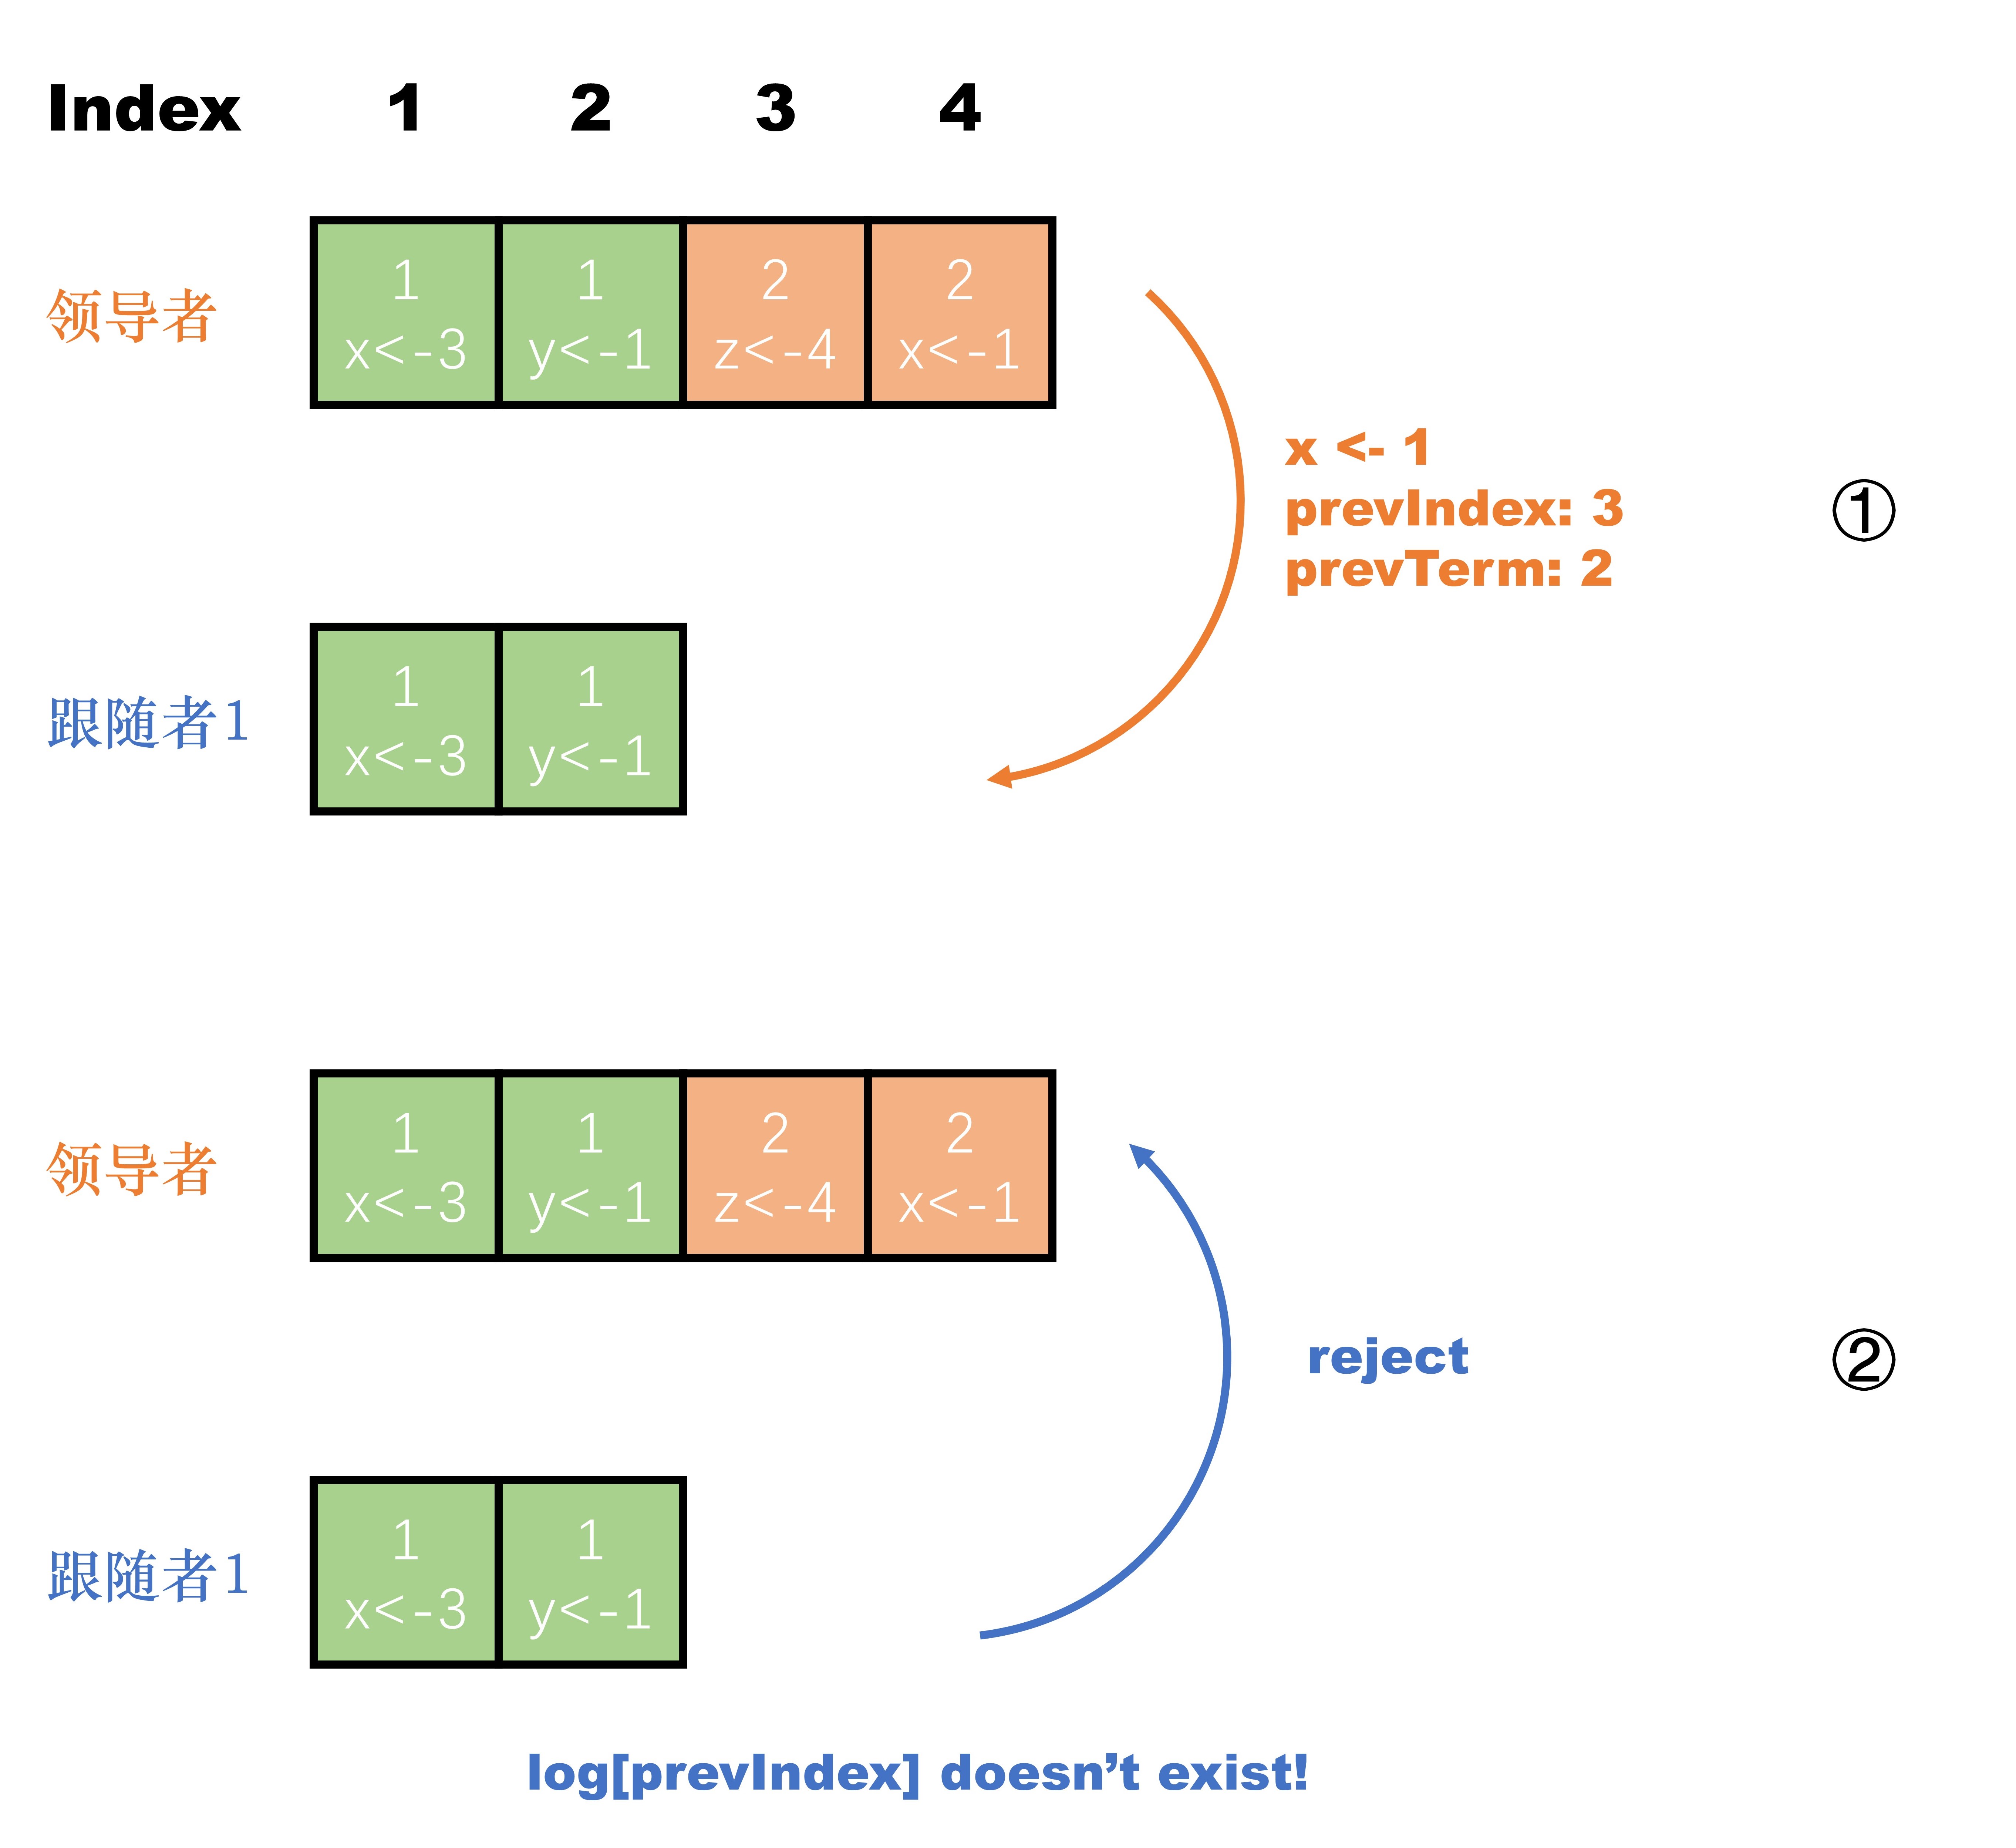 Index 1 2 3 4
领导者
1 1 2 2
x<-3 y<-1 z<-4 x<-1
x <- 1
prevIndex: 3
prevTerm: 2
①
跟随者1
1 1
x<-3 y<-1
领导者
1 1 2 2
x<-3 y<-1 z<-4 x<-1
reject
②
跟随者1
1 1
x<-3 y<-1
log[prevIndex] doesn’t exist!